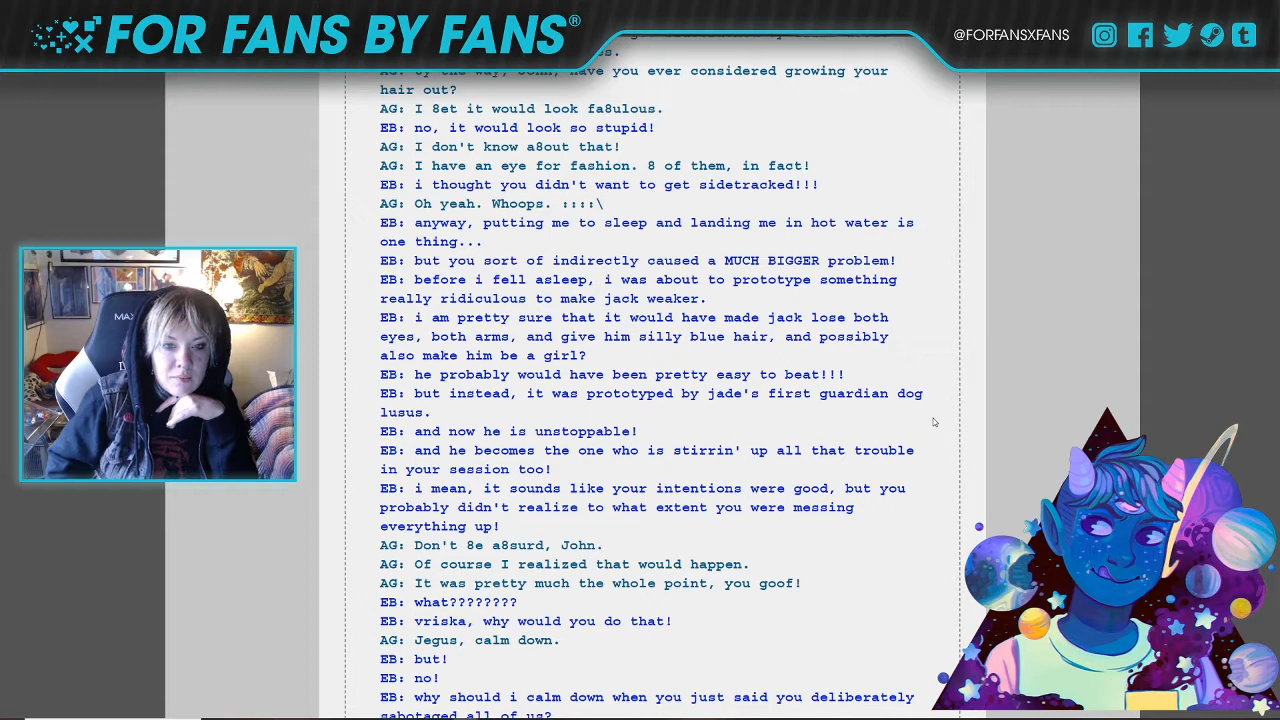 FOR FANS BY FANS®
@FORFANSXFANS
s.
AG: by the way, John, have you ever considered growing your
hair out?
AG: I 8et it would look fa8ulous.
EB: no, it would look so stupid!
AG: I don't know a8out that!
AG: I have an eye for fashion. 8 of them, in fact!
EB: i thought you didn't want to get sidetracked!!!
AG: Oh yeah. Whoops. ::::\
EB: anyway, putting me to sleep and landing me in hot water is
one thing...
EB: but you sort of indirectly caused a MUCH BIGGER problem!
EB: before i fell asleep, i was about to prototype something
really ridiculous to make jack weaker.
EB: i am pretty sure that it would have made jack lose both
eyes, both arms, and give him silly blue hair, and possibly
also make him be a girl?
EB: he probably would have been pretty easy to beat!!!
EB: but instead, it was prototyped by jade's first guardian dog
lusus.
EB: and now he is unstoppable!
EB: and he becomes the one who is stirrin' up all that trouble
in your session too!
EB: i mean, it sounds like your intentions were good, but you
probably didn't realize to what extent you were messing
everything up!
AG: Don't 8e a8surd, John.
AG: Of course I realized that would happen.
AG: It was pretty much the whole point, you goof!
EB: what????????
EB: vriska, why would you do that!
AG: Jegus, calm down.
EB: but!
EB: no!
EB: why should i calm down when you just said you deliberately
sabotaged all of us?
MAX